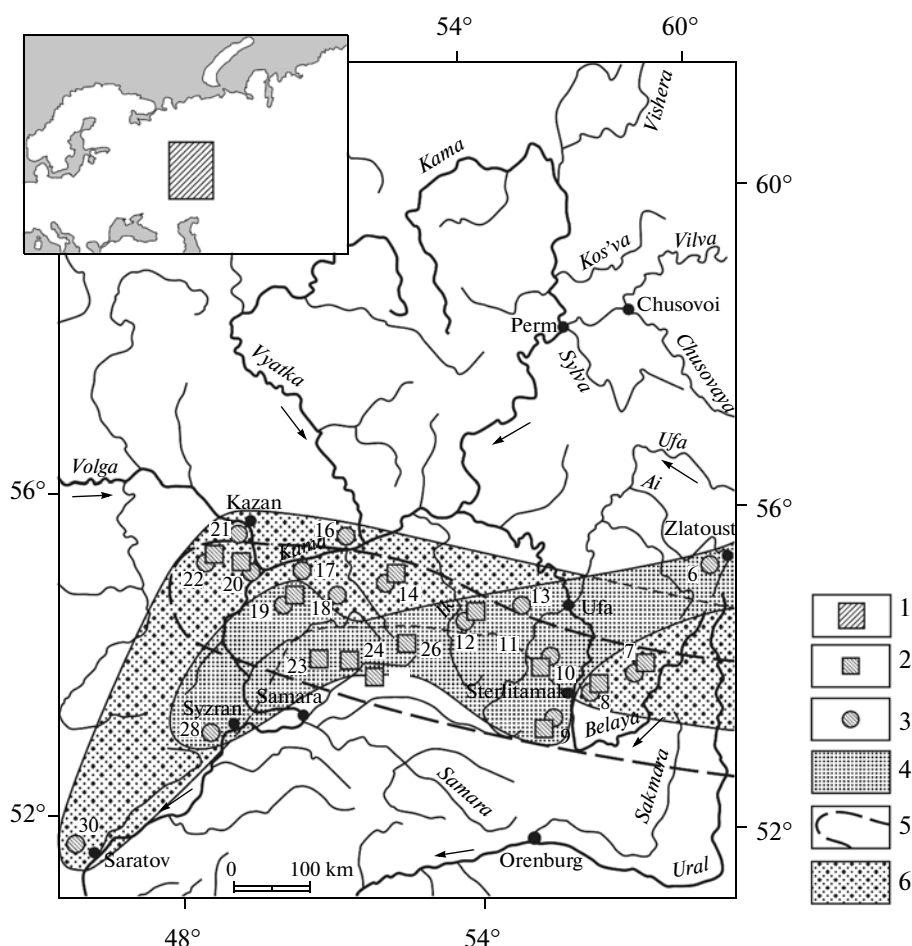 54°
60°
Vishera
Kama
60°
Kos'va
Vilva
Chusovoi
Perm
Sylva
Chusovaya
Vyatka
Ufa
Volga
Ai
56°
56°
Kazan
Zlatoust
21
16
Kama
22
20
17
6
14
13
19
18
Ufa
Ik
12
11
26
7
23
24
10
Sterlitamak
8
Samara
Syzran
28
Belaya
9
Samara
Sakmara
52°
52°
30
Saratov
Orenburg
Ural
0
100 km
48°
54°
1
2
3
4
5
6